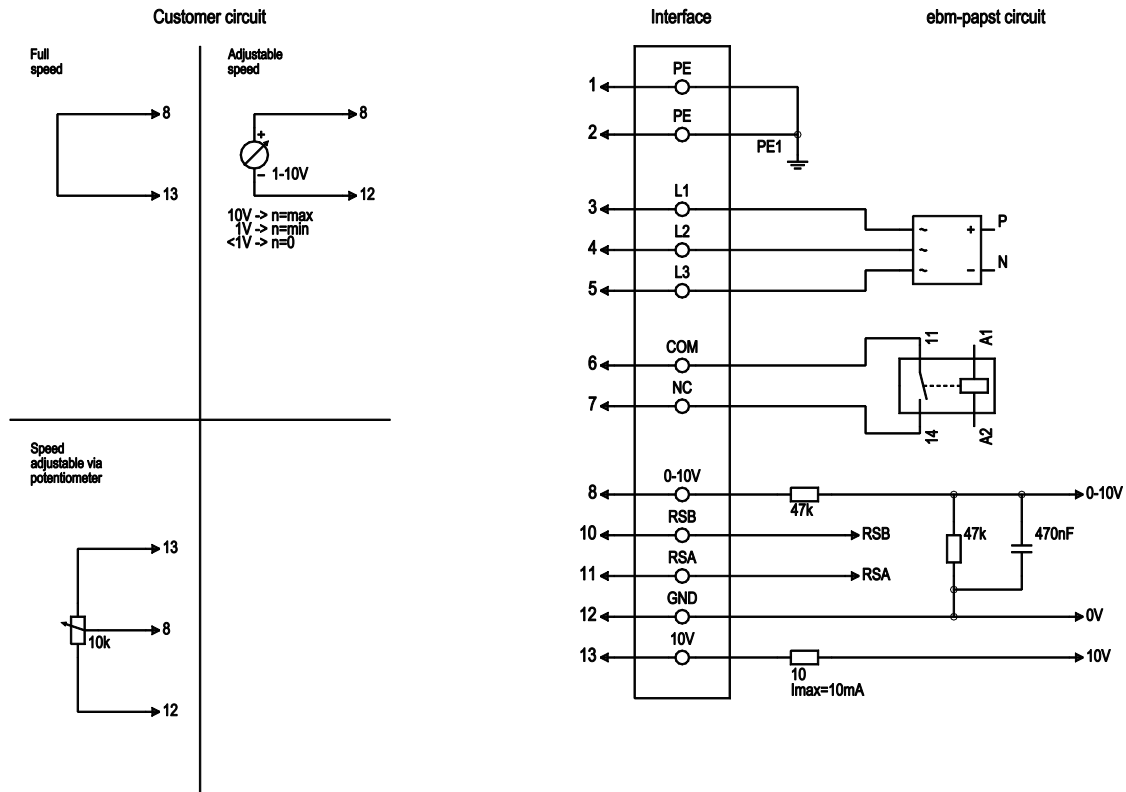 Customer circuit
Interface
ebm-papst circuit
Full
speed
8
13
Adjustable
speed
8
+
−
1-10V
12
10V -> n=max
1V -> n=min
<1V -> n=0
Speed
adjustable via
potentiometer
13
8
10k
12
1
PE
2
PE
PE1
3
L1
4
L2
5
L3
~
~
~
+
−
P
N
6
COM
7
NC
11
14
A1
A2
8
0-10V
47k
0-10V
10
RSB
RSB
47k
470nF
11
RSA
RSA
12
GND
0V
13
10V
10
Imax=10mA
10V